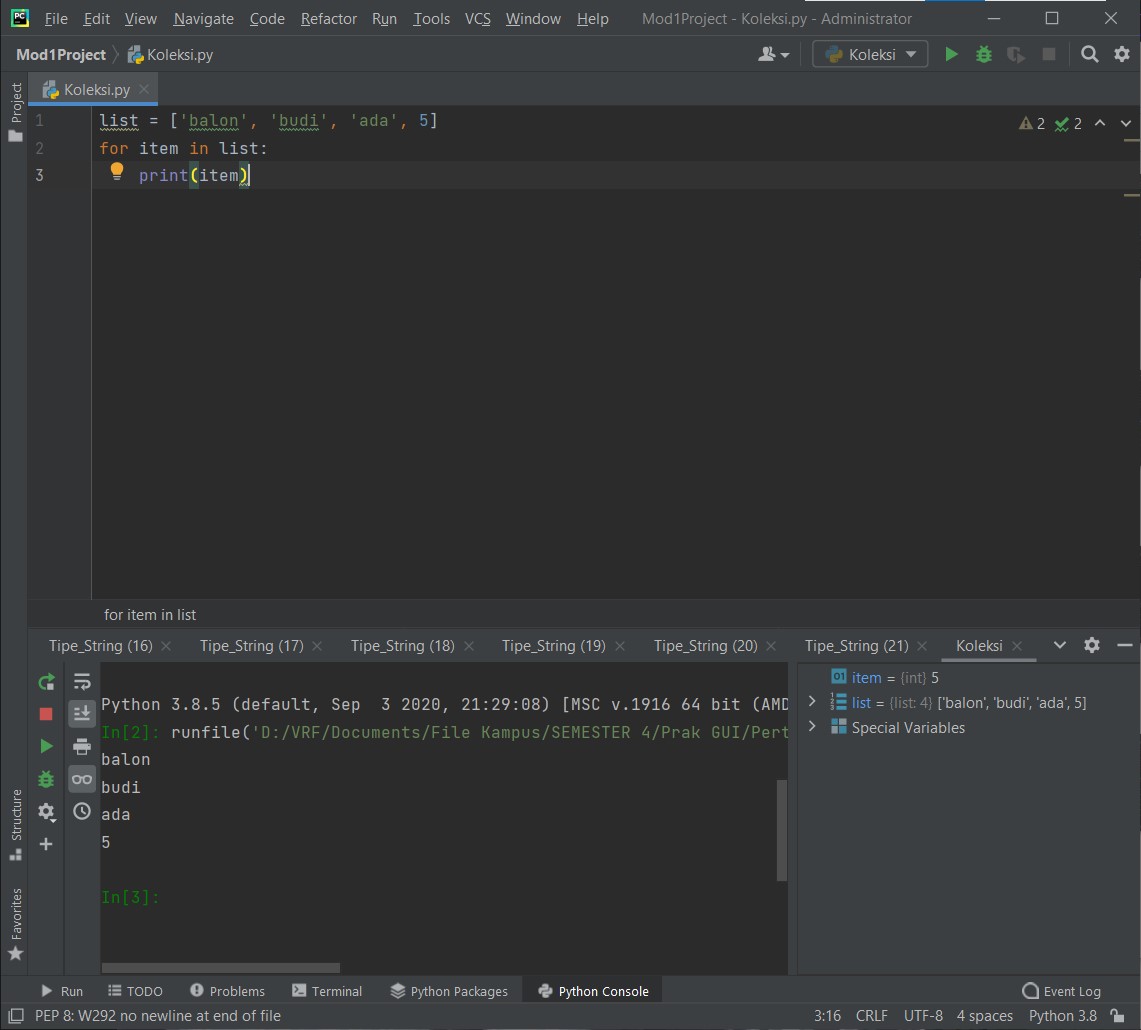 PC File Edit View Navigate Code Refactor Run Tools VCS Window Help Mod1Project - Koleksi.py - Administrator
Mod1Project Koleksi.py Koleksi
Project
Koleksi.py
1 list = ['balon', 'budi', 'ada', 5]
2 for item in list:
3 print(item)
2 2
for item in list
Tipe_String (16) Tipe_String (17) Tipe_String (18) Tipe_String (19) Tipe_String (20) Tipe_String (21) Koleksi
Python 3.8.5 (default, Sep  3 2020, 21:29:08) [MSC v.1916 64 bit (AMD
In[2]: runfile('D:/VRF/Documents/File Kampus/SEMESTER 4/Prak GUI/Pert
balon
budi
ada
5
In[3]:
01 item = {int} 5
list = {list: 4} ['balon', 'budi', 'ada', 5]
Special Variables
Structure
Favorites
Run TODO Problems Terminal Python Packages Python Console Event Log
PEP 8: W292 no newline at end of file 3:16 CRLF UTF-8 4 spaces Python 3.8